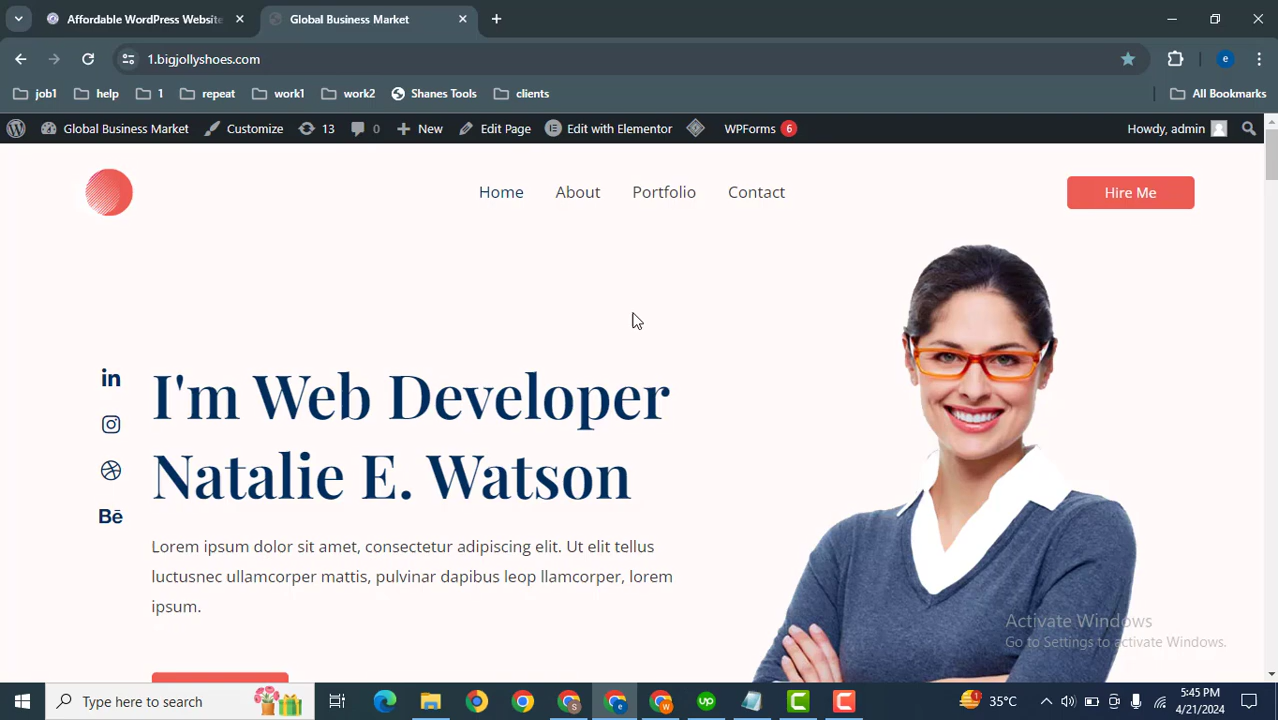 Affordable WordPress Website
Global Business Market
1.bigjollyshoes.com
e
job1 help 1 repeat work1 work2 Shanes Tools clients All Bookmarks
Global Business Market Customize 13 0 New Edit Page Edit with Elementor WPForms 6 Howdy, admin
Home About Portfolio Contact Hire Me
in
I'm Web Developer
Natalie E. Watson
Bē
Lorem ipsum dolor sit amet, consectetur adipiscing elit. Ut elit tellus
luctusnec ullamcorper mattis, pulvinar dapibus leop llamcorper, lorem
ipsum.
Activate Windows
Go to Settings to activate Windows.
Type here to search
35°C
5:45 PM
4/21/2024